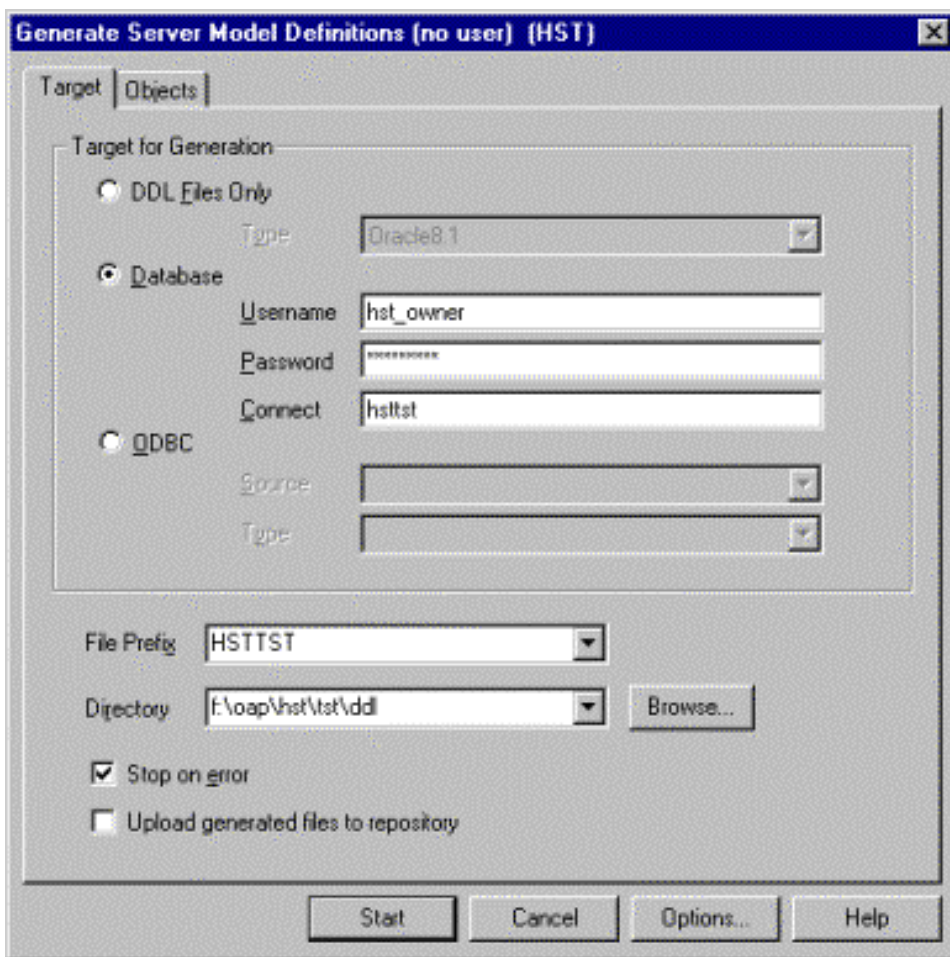 Generate Server Model Definitions (no user) (HST)
Target Objects
Target for Generation
DDL Files Only
Type Oracle8.1
Database
Username hst_owner
Password **********
Connect hsttst
ODBC
Source
Type
File Prefix HSTTST
Directory f:\oap\hst\tst\ddl Browse...
Stop on error
Upload generated files to repository
Start Cancel Options... Help